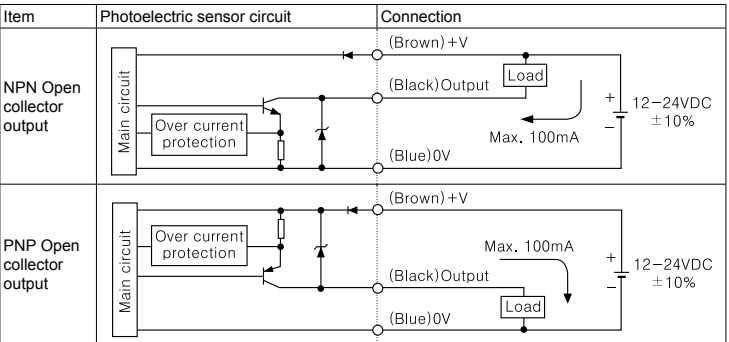 Item Photoelectric sensor circuit Connection
NPN Open
collector
output
Main circuit
Over current
protection
(Brown)+V
(Black)Output
Load
Max. 100mA
(Blue)0V
+
−
12−24VDC
±10%
PNP Open
collector
output
Main circuit
Over current
protection
(Brown)+V
Max. 100mA
(Black)Output
Load
(Blue)0V
+
−
12−24VDC
±10%